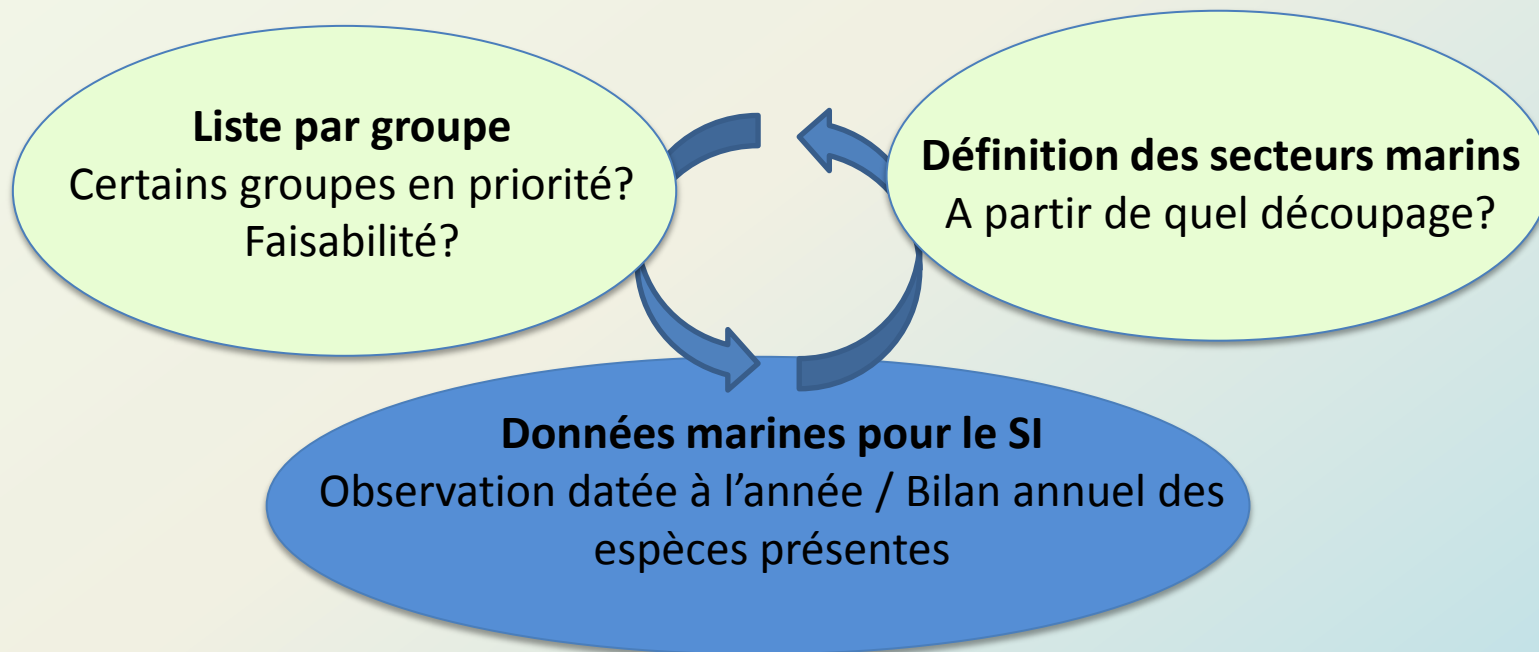 Liste par groupe
Certains groupes en priorité?
Faisabilité?
Définition des secteurs marins
A partir de quel découpage?
Données marines pour le SI
Observation datée à l’année / Bilan annuel des
espèces présentes